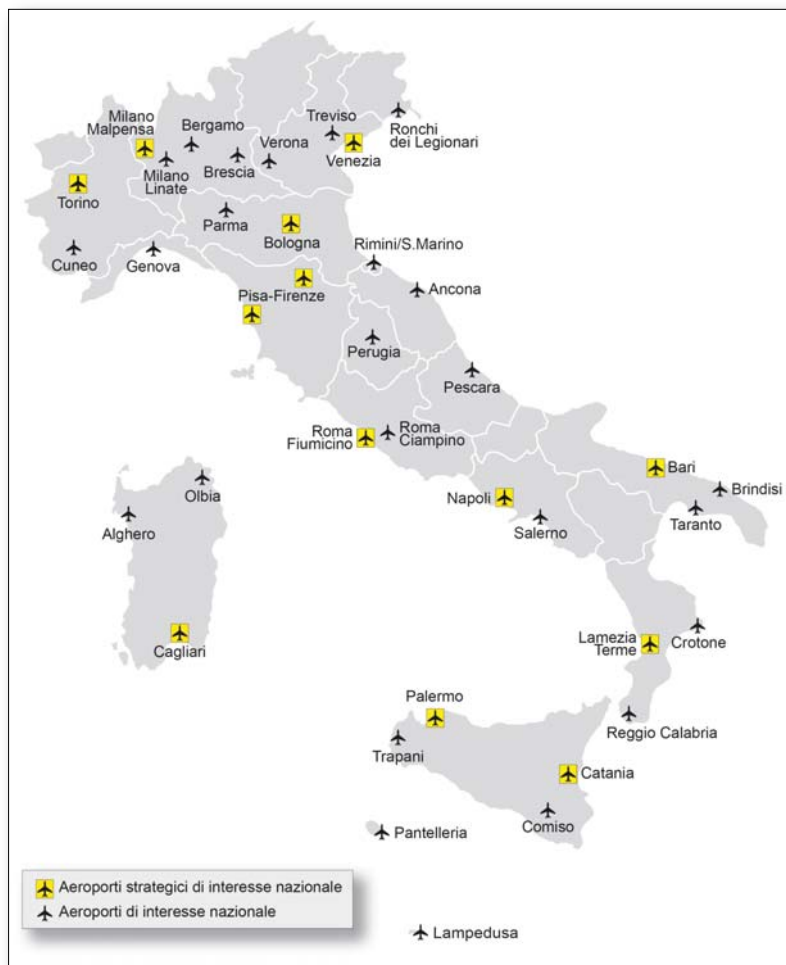 Milano
Malpensa
Bergamo
Treviso
Ronchi
dei Legionari
Verona
Venezia
Brescia
Milano
Linate
Torino
Parma
Bologna
Cuneo
Genova
Rimini/S.Marino
Pisa-Firenze
Ancona
Perugia
Pescara
Roma
Fiumicino
Roma
Ciampino
Bari
Brindisi
Napoli
Taranto
Salerno
Olbia
Alghero
Cagliari
Lamezia
Terme
Crotone
Palermo
Reggio Calabria
Trapani
Catania
Comiso
Pantelleria
Aeroporti strategici di interesse nazionale
Aeroporti di interesse nazionale
Lampedusa